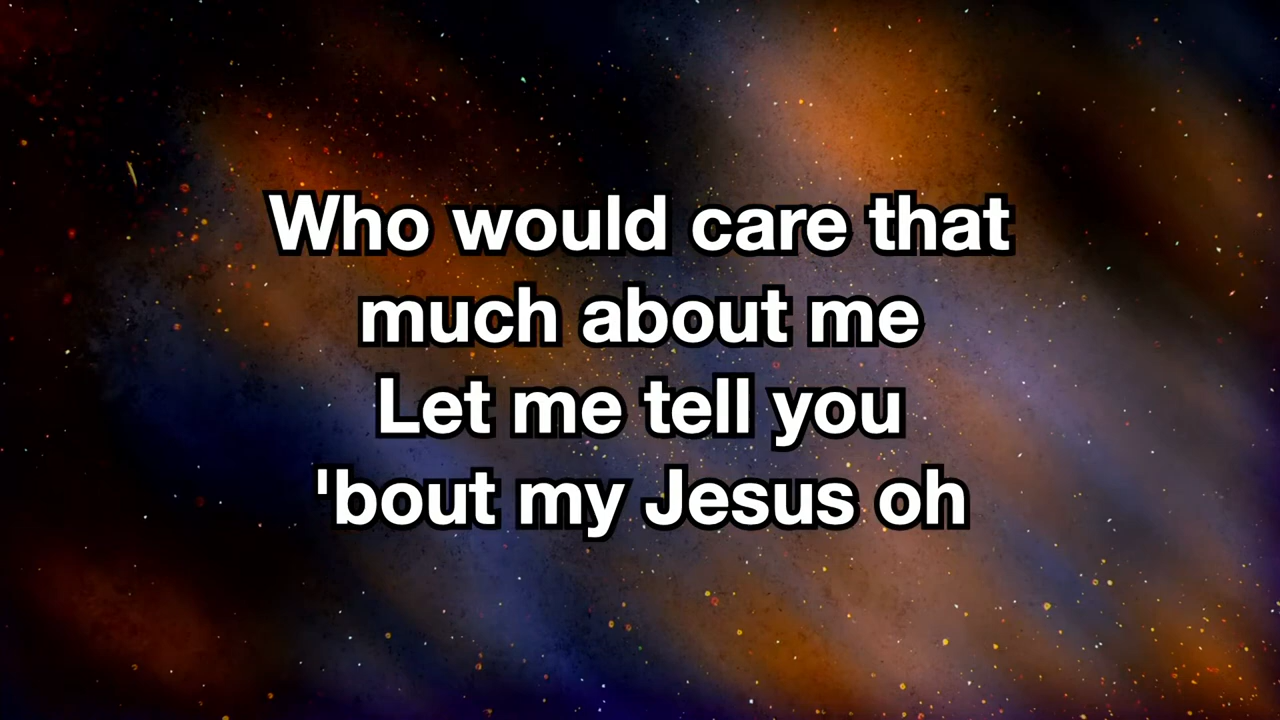 Who would care that
much about me
Let me tell you
'bout my Jesus oh